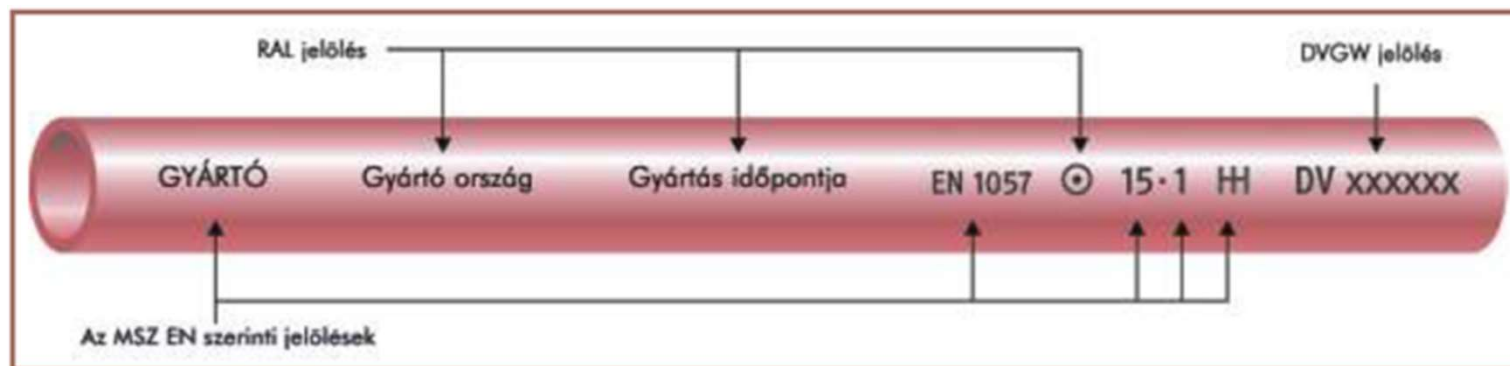 RAL jelölés
DVGW jelölés
GYÁRTÓ Gyártó ország Gyártás időpontja EN 1057 ⊙ 15·1 HH DV xxxxxx
Az MSZ EN szerinti jelölések